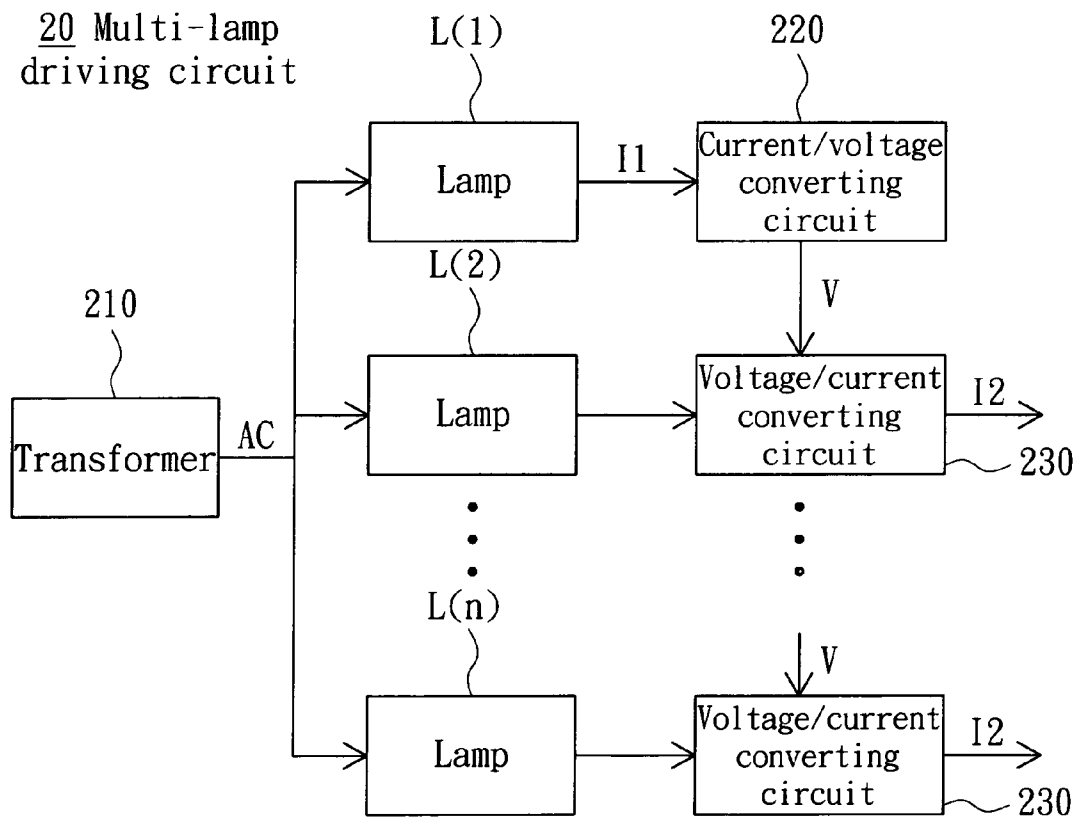 20 Multi-lamp
driving circuit
L(1)
220
Lamp
I1
Current/voltage
converting
circuit
L(2)
V
210
Transformer
AC
Lamp
Voltage/current
converting
circuit
I2
230
L(n)
V
Lamp
Voltage/current
converting
circuit
I2
230